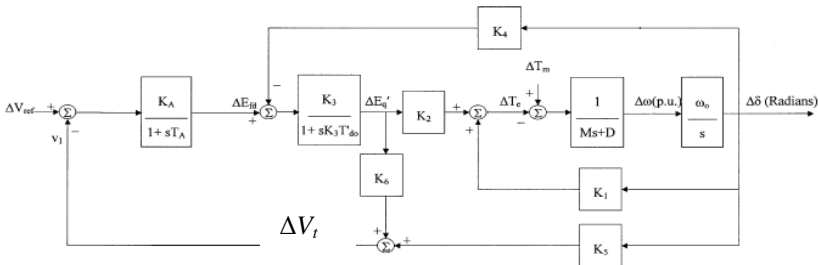 K4
−
ΔTm
+
ΔVref
+
Σ
KA
1+ sTA
ΔEfd
+
Σ
K3
1+ sK3T'do
ΔEq'
K2
+
Σ
+
ΔTe
−
Σ
1
Ms+D
Δω(p.u.)
ωo
s
Δδ (Radians)
v1
−
K6
K1
ΔVt
+
Σ
+
K5